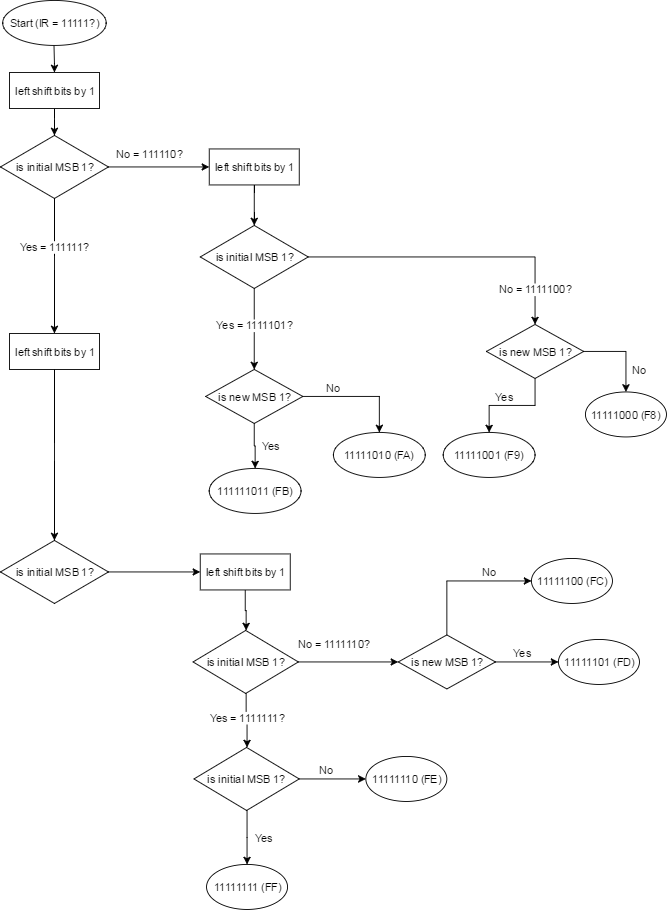 Start (IR = 11111?)
left shift bits by 1
is initial MSB 1?
No = 111110?
left shift bits by 1
is initial MSB 1?
Yes = 111111?
No = 1111100?
Yes = 1111101?
left shift bits by 1
is new MSB 1?
No
is new MSB 1?
No
Yes
11111000 (F8)
Yes
11111010 (FA)
11111001 (F9)
111111011 (FB)
is initial MSB 1?
left shift bits by 1
No
11111100 (FC)
is initial MSB 1?
No = 1111110?
is new MSB 1?
Yes
11111101 (FD)
Yes = 1111111?
is initial MSB 1?
No
11111110 (FE)
Yes
11111111 (FF)